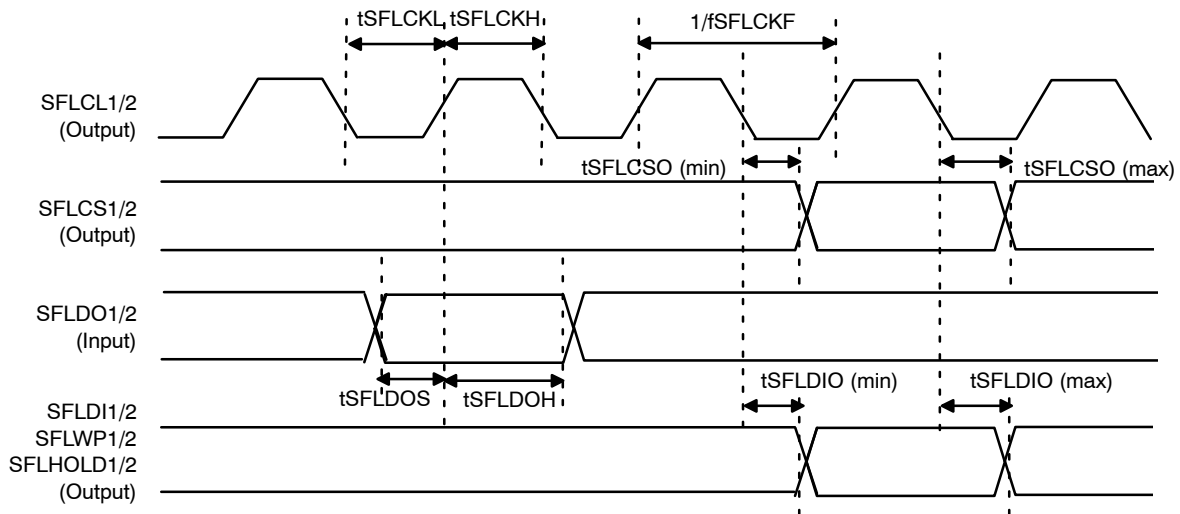 tSFLCKL tSFLCKH 1/fSFLCKF
SFLCL1/2
(Output)
tSFLCSO (min) tSFLCSO (max)
SFLCS1/2
(Output)
SFLDO1/2
(Input)
tSFLDOS tSFLDOH tSFLDIO (min) tSFLDIO (max)
SFLDI1/2
SFLWP1/2
SFLHOLD1/2
(Output)